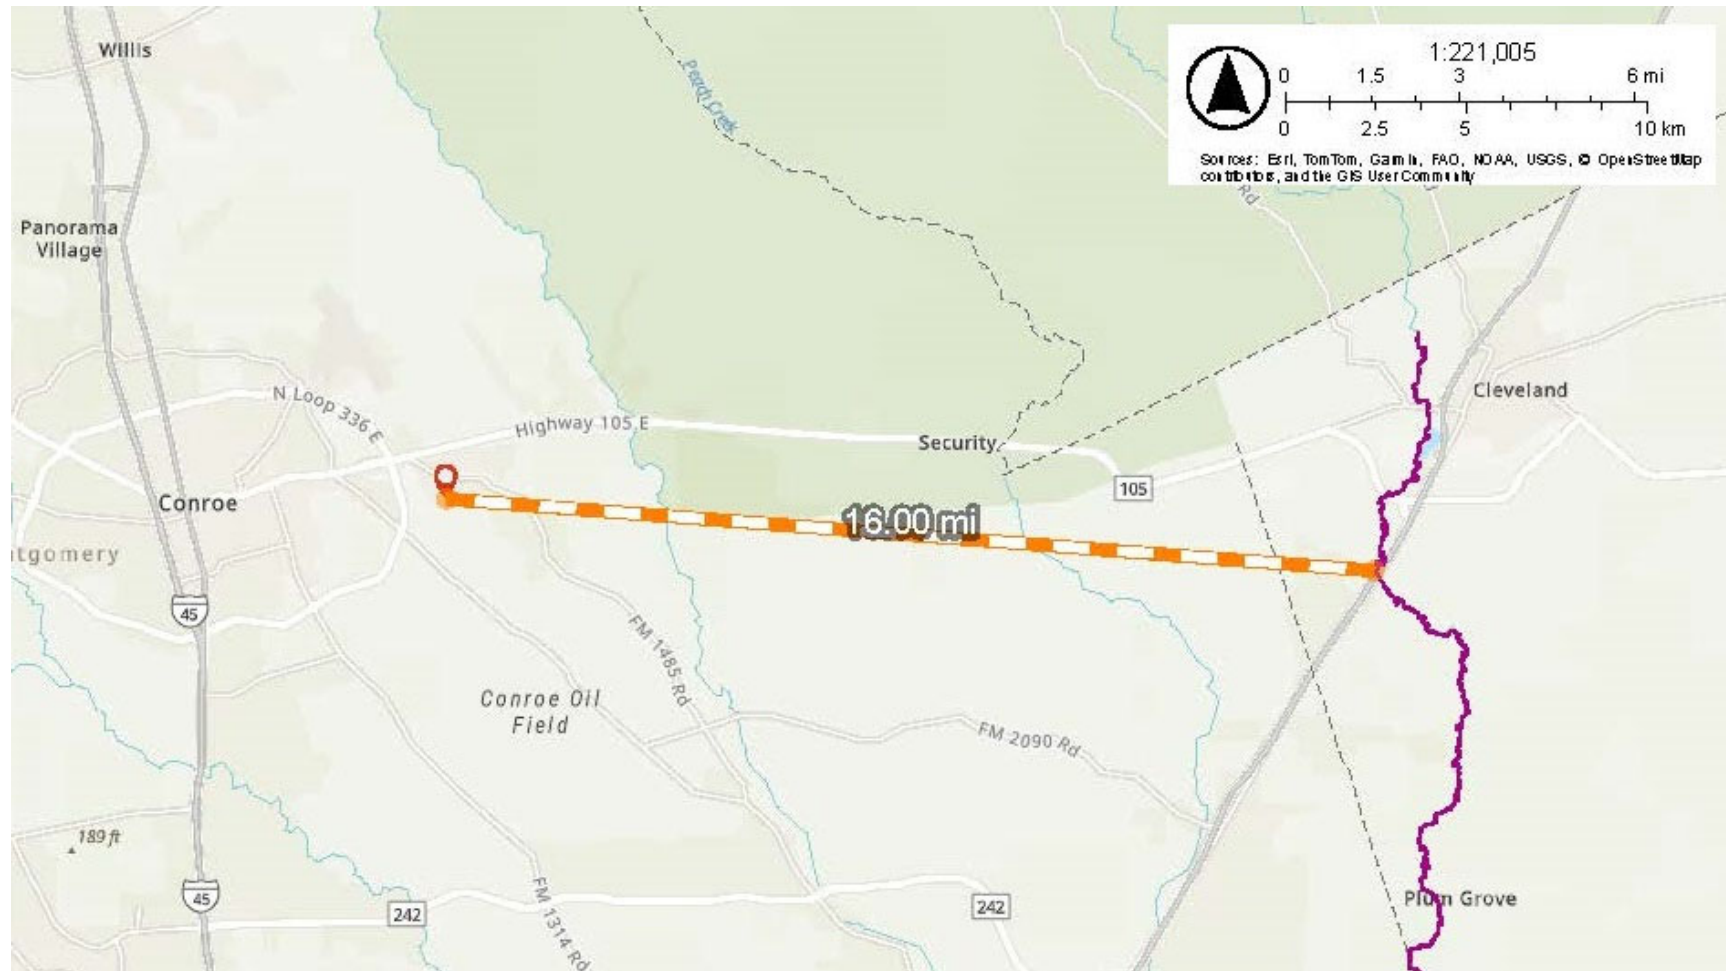 Willis
Peach Creek
1:221,005
0 1.5 3 6 mi
0 2.5 5 10 km
Sources: Esri, TomTom, Garmin, FAO, NOAA, USGS, © OpenStreetMap
contributors, and the GIS User Community
Rd
Panorama
Village
N Loop 336 E
Highway 105 E
Security
Cleveland
105
Conroe
16.00 mi
tgomery
45
FM 1485 Rd
Conroe Oil
Field
FM 2090 Rd
189 ft
45
242
FM 1314 Rd
242
Plum Grove